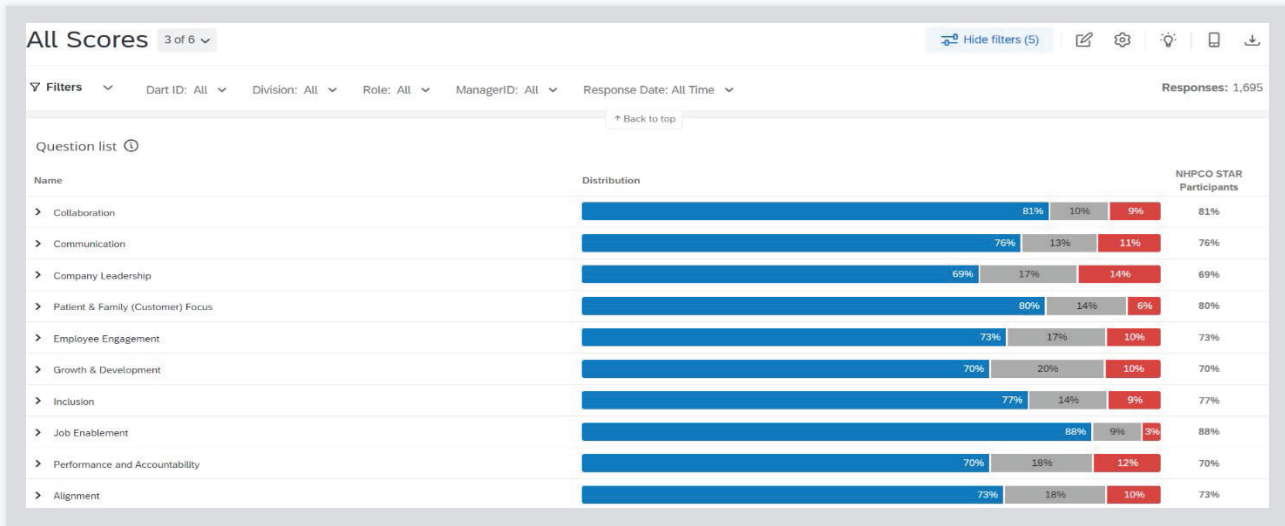 All Scores 3 of 6 Hide filters (5)
Filters Dart ID: All Division: All Role: All ManagerID: All Response Date: All Time Responses: 1,695
↑ Back to top
Question list
Name Distribution NHPCO STAR
Participants
Collaboration 81% 10% 9% 81%
Communication 76% 13% 11% 76%
Company Leadership 69% 17% 14% 69%
Patient & Family (Customer) Focus 80% 14% 6% 80%
Employee Engagement 73% 17% 10% 73%
Growth & Development 70% 20% 10% 70%
Inclusion 77% 14% 9% 77%
Job Enablement 88% 9% 3% 88%
Performance and Accountability 70% 18% 12% 70%
Alignment 73% 18% 10% 73%